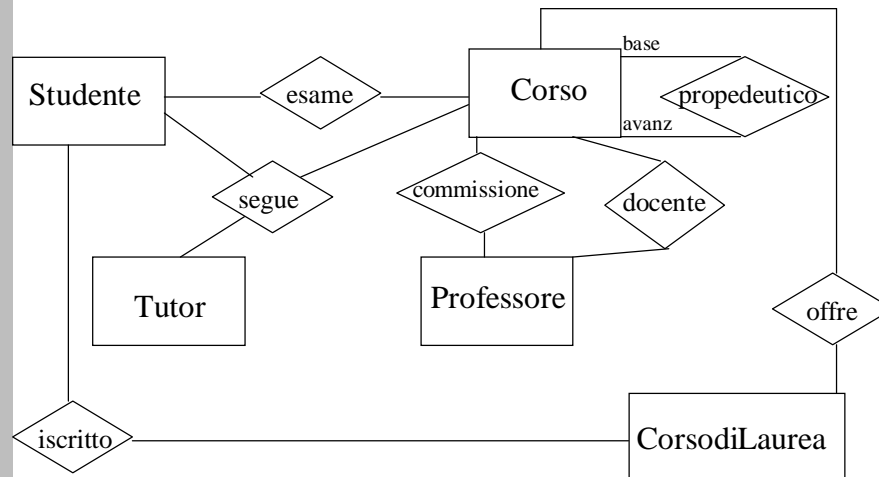 base
Studente
esame
Corso
propedeutico
avanz
segue
commissione
docente
Tutor
Professore
offre
iscritto
CorsodiLaurea